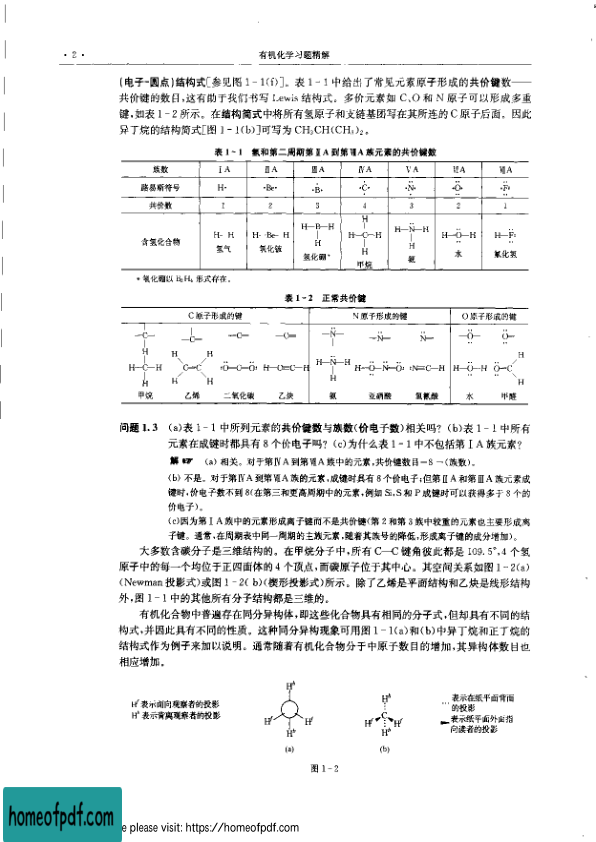 · 2 ·
有机化学习题精解
(电子-圆点)结构式[参见图 1-1(f)]。表 1-1 中给出了常见元素原子形成的共价键数——
共价键的数目,这有助于我们书写 Lewis 结构式。多价元素如 C、O 和 N 原子可以形成多重
键,如表 1-2 所示。在结构简式中将所有氢原子和支链基团写在其所连的 C 原子后面。因此
异丁烷的结构简式[图 1-1(b)]可写为 CH₃CH(CH₃)₂。
表 1-1 氢和第二周期第ⅡA到第ⅦA族元素的共价键数
族数 ⅠA ⅡA ⅢA ⅣA ⅤA ⅥA ⅦA
路易斯符号 H· ·Be· ·B· ·C· ·N· ·O· ·F:
共价数 1 2 3 4 3 2 1
含氢化合物 H-H H-Be-H H-B-H H-C-H H-N-H H-O-H H-F:
氢气 氢化铍 氢化硼* 甲烷 氨 水 氟化氢
* 氢化硼以 B₂H₆ 形式存在。
表 1-2 正常共价键
C 原子形成的键 N 原子形成的键 O 原子形成的键
甲烷 乙烯 二氧化碳 乙炔 氨 亚硝酸 氢氰酸 水 甲醛
问题 1.3 (a)表 1-1 中所列元素的共价键数与族数(价电子数)相关吗? (b)表 1-1 中所有
元素在成键时都具有 8 个价电子吗? (c)为什么表 1-1 中不包括第ⅠA族元素?
解 ☞ (a) 相关。对于第ⅣA到第ⅦA族中的元素,共价键数目=8-(族数)。
(b) 不是。对于第ⅣA到第ⅦA族的元素,成键时具有 8 个价电子;但第ⅡA和第ⅢA族元素成
键时,价电子数不到 8(在第三和更高周期中的元素,例如 Si、S 和 P 成键时可以获得多于 8 个的
价电子)。
(c)因为第ⅠA族中的元素形成离子键而不是共价键(第 2 和第 3 族中较重的元素也主要形成离
子键。通常,在周期表中同一周期的主族元素,随着其族号的降低,形成离子键的成分增加)。
大多数含碳分子是三维结构的。在甲烷分子中,所有 C—C 键角彼此都是 109.5°,4 个氢
原子中的每一个均位于正四面体的 4 个顶点,而碳原子位于其中心。其空间关系如图 1-2(a)
(Newman 投影式)或图 1-2( b)(楔形投影式)所示。除了乙烯是平面结构和乙炔是线形结构
外,图 1-1 中的其他所有分子结构都是三维的。
有机化合物中普遍存在同分异构体,即这些化合物具有相同的分子式,但却具有不同的结
构式,并因此具有不同的性质。这种同分异构现象可用图 1-1(a)和(b)中异丁烷和正丁烷的
结构式作为例子来加以说明。通常随着有机化合物分子中原子数目的增加,其异构体数目也
相应增加。
Hᶠ 表示面向观察者的投影
Hᵇ 表示背离观察者的投影
Hᵇ
Hᶠ Hᶠ
Hᵇ
(a)
Hᵇ
C
Hᶠ Hᶠ
Hᵇ
(b)
… 表示在纸平面背面
的投影
表示纸平面外面指
向读者的投影
图 1-2
homeofpdf.com
e please visit: https://homeofpdf.com